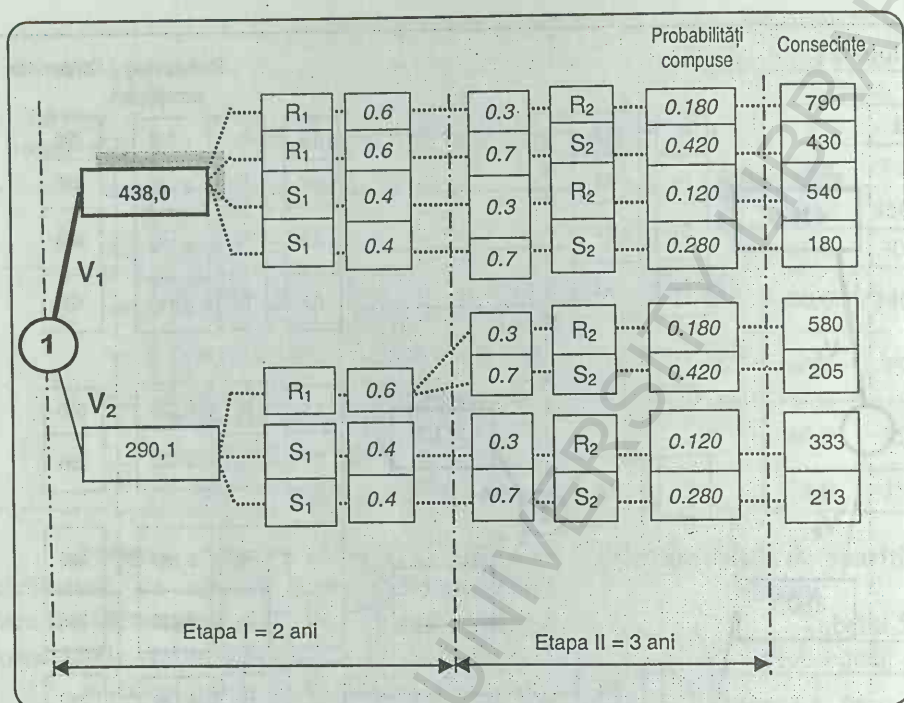 Probabilități compuse
Consecințe
R1 0.6 0.3 R2 0.180 790
R1 0.6 0.7 S2 0.420 430
438,0
S1 0.4 0.3 R2 0.120 540
S1 0.4 0.7 S2 0.280 180
V1
1
0.3 R2 0.180 580
R1 0.6 0.7 S2 0.420 205
V2
290,1
S1 0.4 0.3 R2 0.120 333
S1 0.4 0.7 S2 0.280 213
Etapa I = 2 ani
Etapa II = 3 ani
UNIVERSITY LIBRA